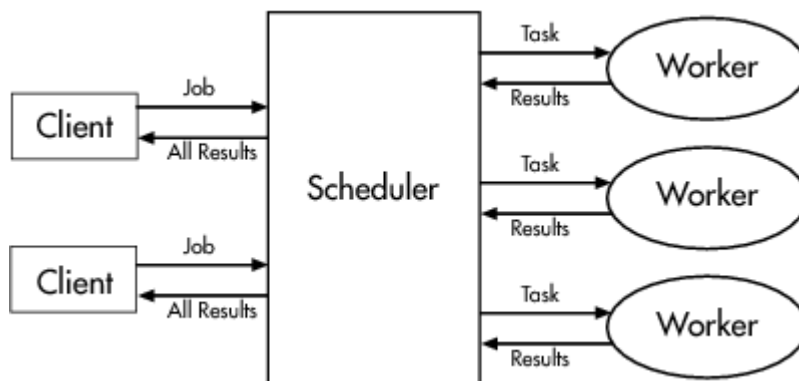 Client
Job
All Results
Client
Job
All Results
Scheduler
Task
Results
Worker
Task
Results
Worker
Task
Results
Worker